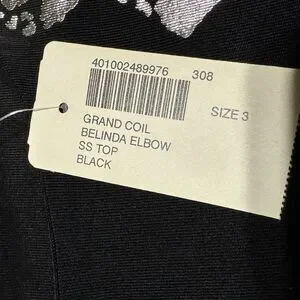 401002489976 308
SIZE 3
GRAND COIL
BELINDA ELBOW
SS TOP
BLACK